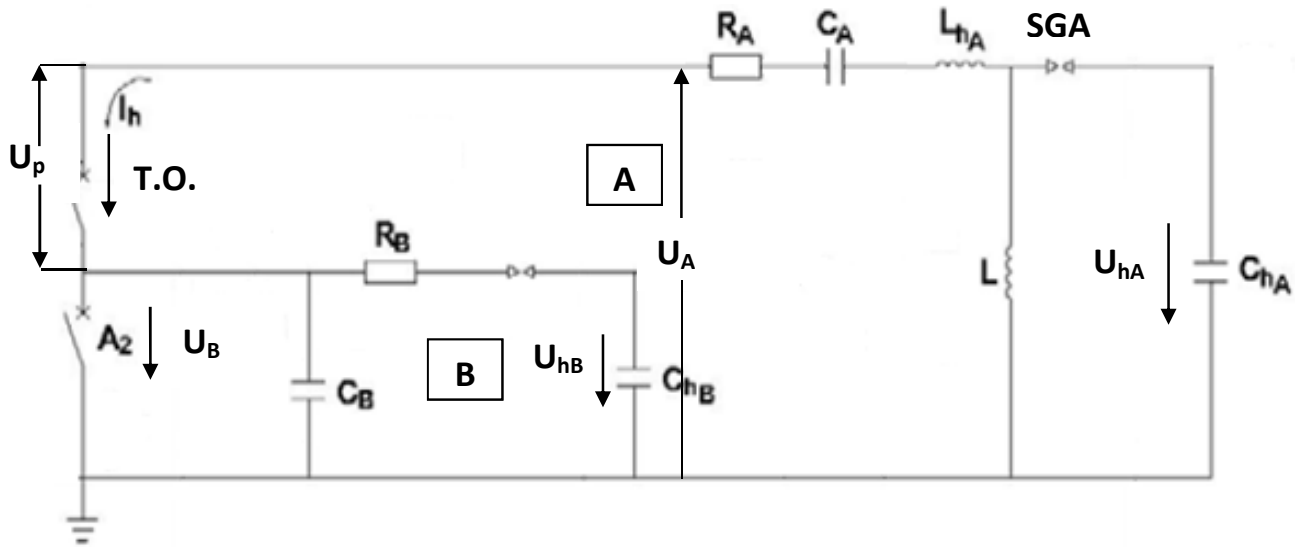 R_A
C_A
L_hA
SGA
I_h
U_p
T.O.
A
R_B
U_A
L
U_hA
C_hA
A_2
U_B
B
U_hB
C_B
C_hB